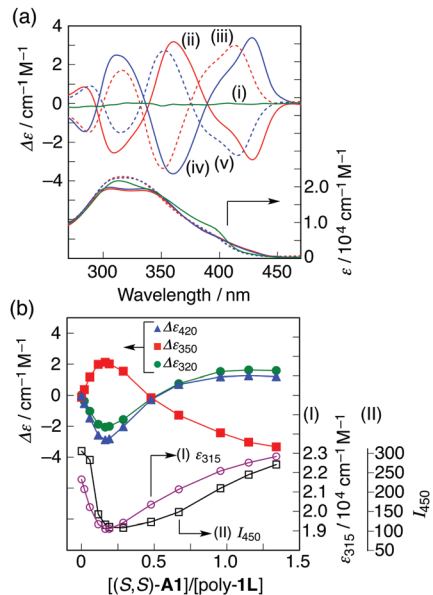 (a)
4
2
0
−2
−4
Δε / cm⁻¹ M⁻¹
(ii)
(iii)
(i)
(iv)
(v)
2.0
1.0
0
ε / 10⁴ cm⁻¹ M⁻¹
300 350 400 450
Wavelength / nm
(b)
4
2
0
−2
−4
Δε / cm⁻¹ M⁻¹
Δε₄₂₀
Δε₃₅₀
Δε₃₂₀
(I) ε₃₁₅
(II) I₄₅₀
(I) (II)
2.3 300
2.2 250
2.1 200
2.0 150
1.9 100
50
ε₃₁₅ / 10⁴ cm⁻¹ M⁻¹
I₄₅₀
0 0.5 1.0 1.5
[(S,S)-A1]/[poly-1L]